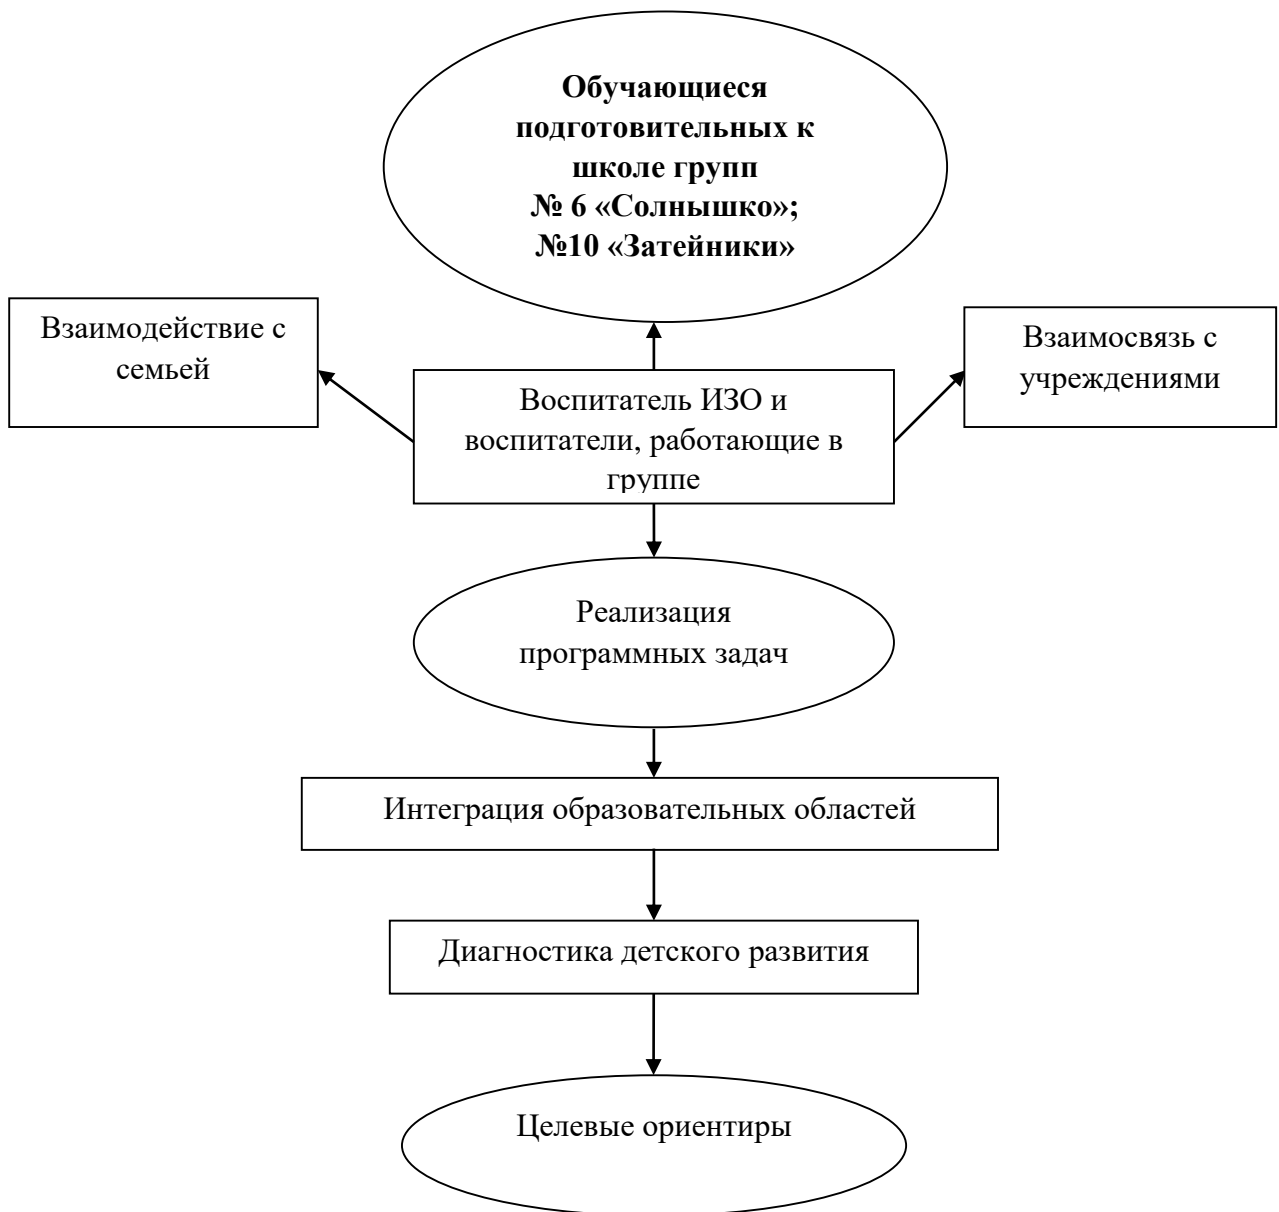 Обучающиеся
подготовительных к
школе групп
№ 6 «Солнышко»;
№10 «Затейники»
Взаимодействие с
семьей
Взаимосвязь с
учреждениями
Воспитатель ИЗО и
воспитатели, работающие в
группе
Реализация
программных задач
Интеграция образовательных областей
Диагностика детского развития
Целевые ориентиры